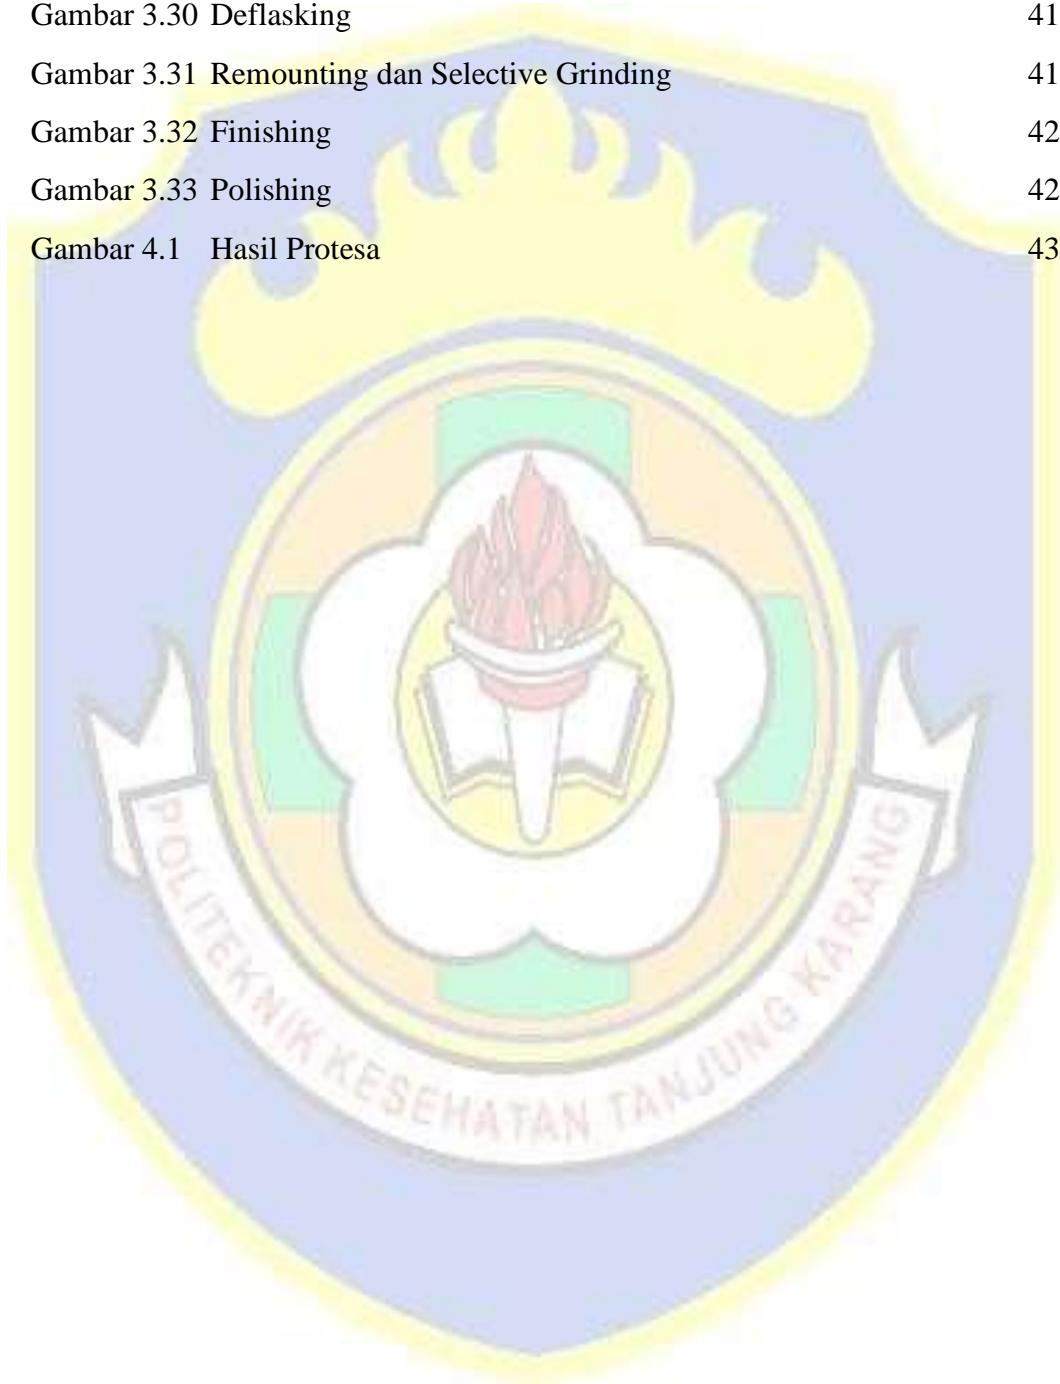 Gambar 3.30 Deflasking 41
Gambar 3.31 Remounting dan Selective Grinding 41
Gambar 3.32 Finishing 42
Gambar 3.33 Polishing 42
Gambar 4.1 Hasil Protesa 43
POLITEKNIK KESEHATAN TANJUNG KARANG